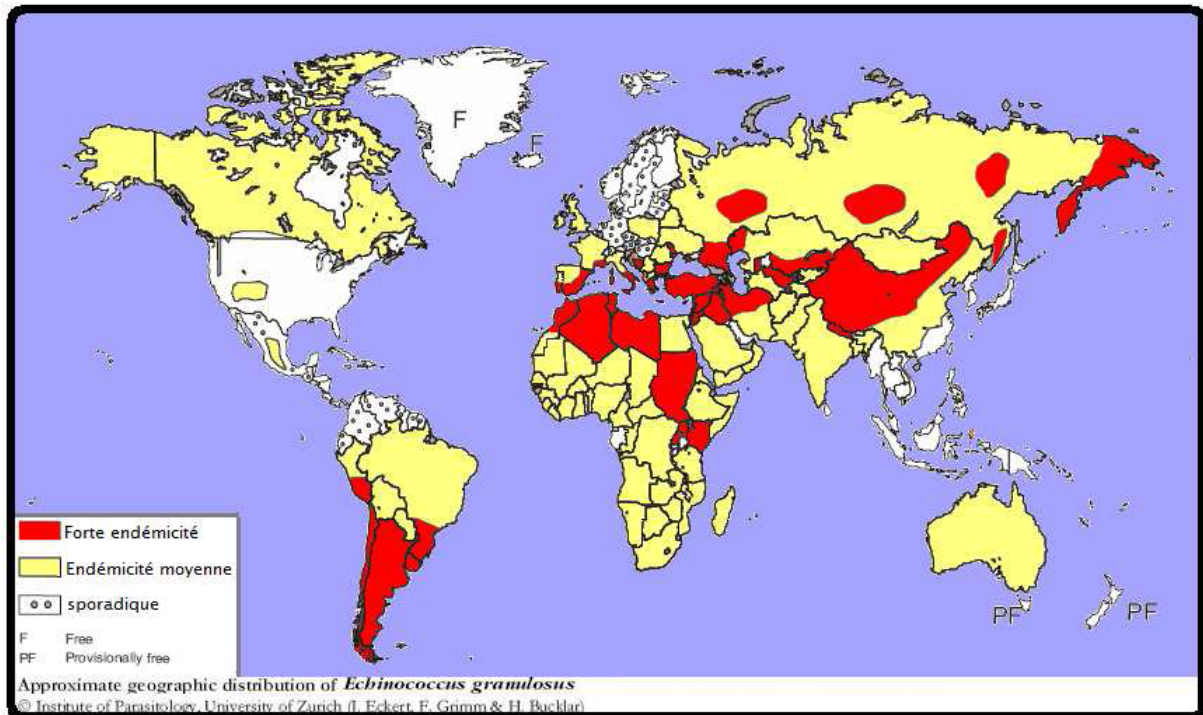 F
F
Forte endémicité
Endémicité moyenne
sporadique
F Free
PF Provisionally free
PF
PF
Approximate geographic distribution of Echinococcus granulosus
© Institute of Parasitology, University of Zurich (J. Eckert, F. Grimm & H. Bucklar)